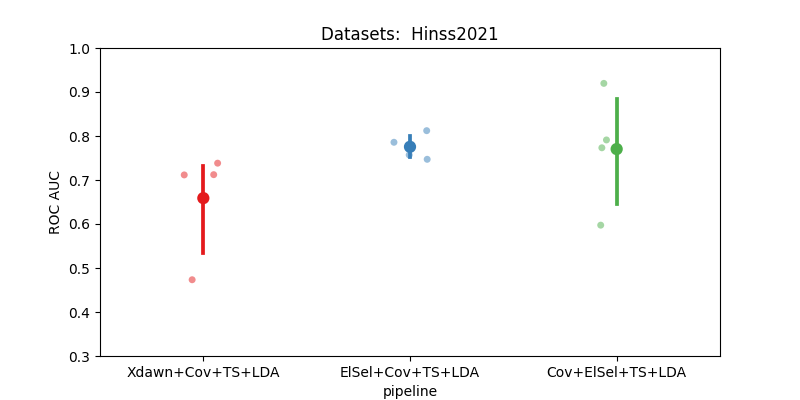 Datasets:  Hinss2021
1.0
0.9
0.8
0.7
0.6
0.5
0.4
0.3
ROC AUC
Xdawn+Cov+TS+LDA
ElSel+Cov+TS+LDA
Cov+ElSel+TS+LDA
pipeline